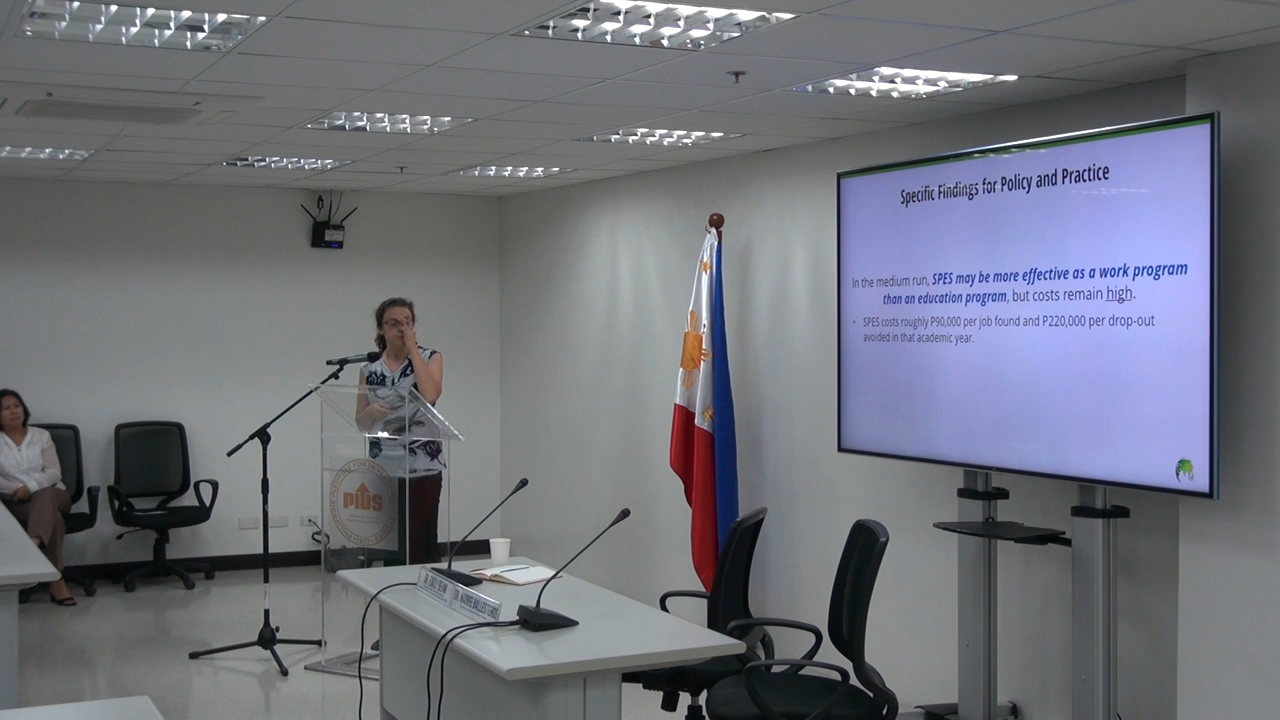 Specific Findings for Policy and Practice
In the medium run, SPES may be more effective as a work program
than an education program, but costs remain high.
• SPES costs roughly P90,000 per job found and P220,000 per drop-out
avoided in that academic year.
PIDS